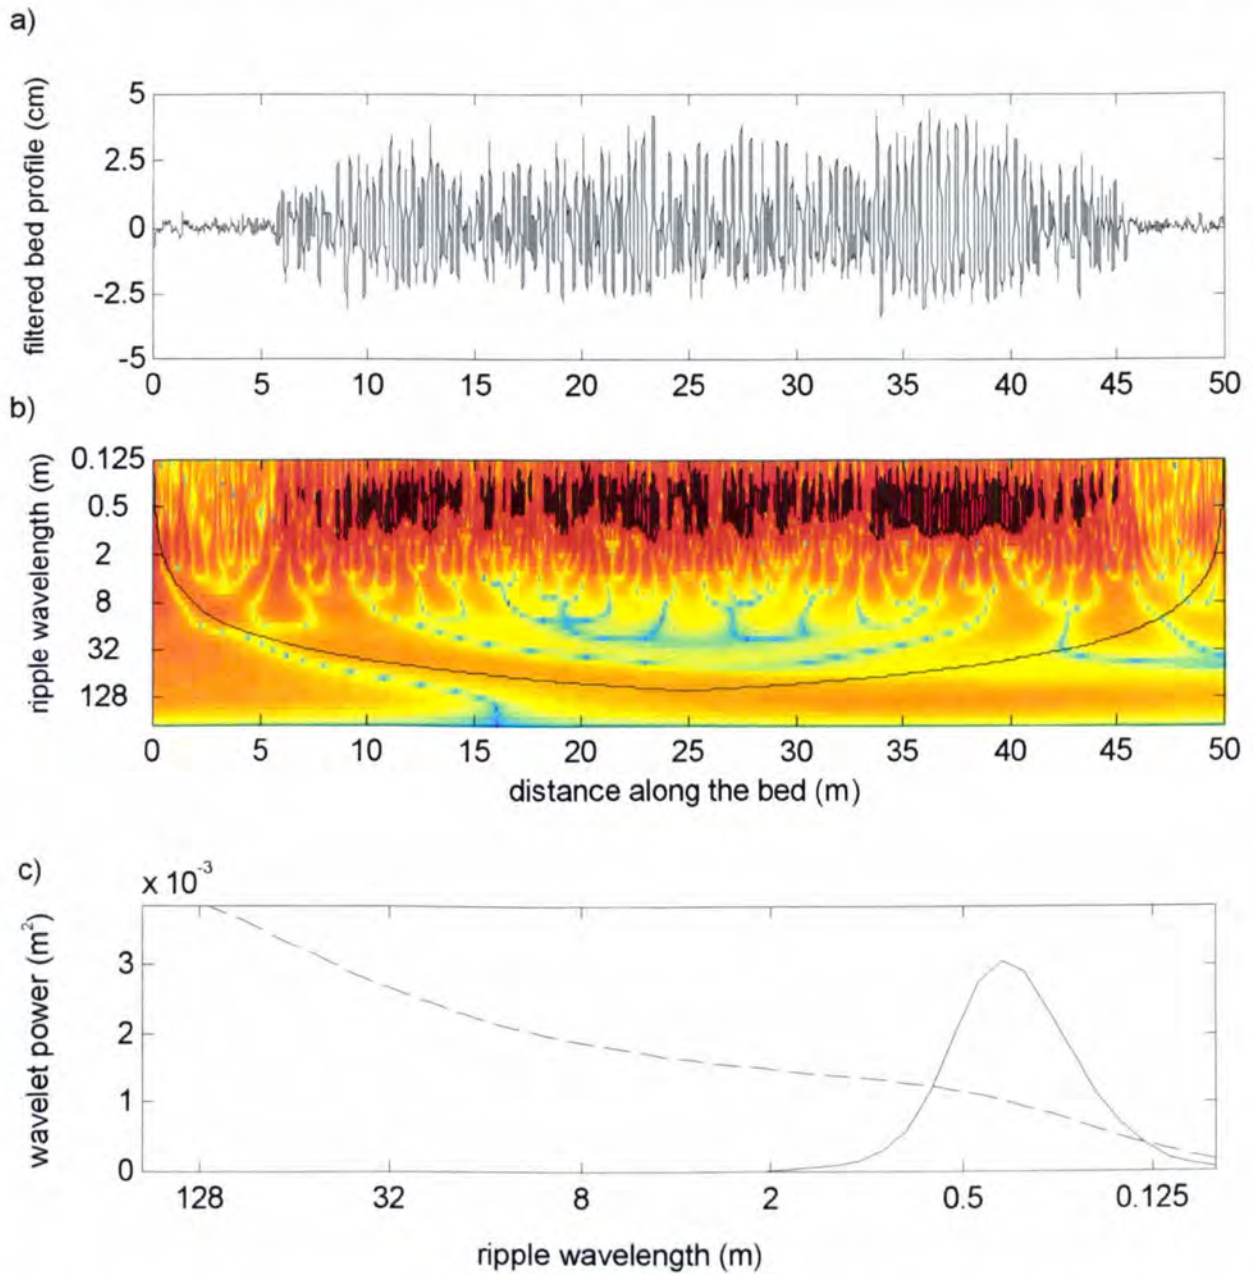 a)
filtered bed profile (cm)
5
2.5
0
-2.5
-5
0 5 10 15 20 25 30 35 40 45 50
b)
ripple wavelength (m)
0.125
0.5
2
8
32
128
0 5 10 15 20 25 30 35 40 45 50
distance along the bed (m)
c)
x 10⁻³
wavelet power (m²)
3
2
1
0
128 32 8 2 0.5 0.125
ripple wavelength (m)